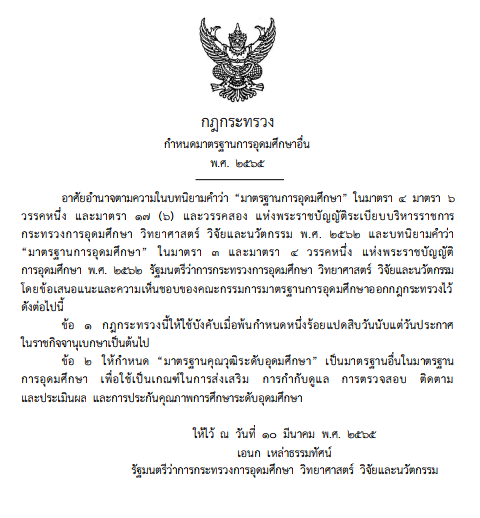 กฎกระทรวง
กำหนดมาตรฐานการอุดมศึกษาอื่น
พ.ศ. ๒๕๖๕
อาศัยอำนาจตามความในบทนิยามคำว่า “มาตรฐานการอุดมศึกษา” ในมาตรา ๔ มาตรา ๖
วรรคหนึ่ง และมาตรา ๑๗ (๖) และวรรคสอง แห่งพระราชบัญญัติระเบียบบริหารราชการ
กระทรวงการอุดมศึกษา วิทยาศาสตร์ วิจัยและนวัตกรรม พ.ศ. ๒๕๖๒ และบทนิยามคำว่า
“มาตรฐานการอุดมศึกษา” ในมาตรา ๓ และมาตรา ๔ วรรคหนึ่ง แห่งพระราชบัญญัติ
การอุดมศึกษา พ.ศ. ๒๕๖๒ รัฐมนตรีว่าการกระทรวงการอุดมศึกษา วิทยาศาสตร์ วิจัยและนวัตกรรม
โดยข้อเสนอแนะและความเห็นชอบของคณะกรรมการมาตรฐานการอุดมศึกษาออกกฎกระทรวงไว้
ดังต่อไปนี้
ข้อ ๑ กฎกระทรวงนี้ให้ใช้บังคับเมื่อพ้นกำหนดหนึ่งร้อยแปดสิบวันนับแต่วันประกาศ
ในราชกิจจานุเบกษาเป็นต้นไป
ข้อ ๒ ให้กำหนด “มาตรฐานคุณวุฒิระดับอุดมศึกษา” เป็นมาตรฐานอื่นในมาตรฐาน
การอุดมศึกษา เพื่อใช้เป็นเกณฑ์ในการส่งเสริม การกำกับดูแล การตรวจสอบ ติดตาม
และประเมินผล และการประกันคุณภาพการศึกษาระดับอุดมศึกษา
ให้ไว้ ณ วันที่ ๑๐ มีนาคม พ.ศ. ๒๕๖๕
เอนก เหล่าธรรมทัศน์
รัฐมนตรีว่าการกระทรวงการอุดมศึกษา วิทยาศาสตร์ วิจัยและนวัตกรรม